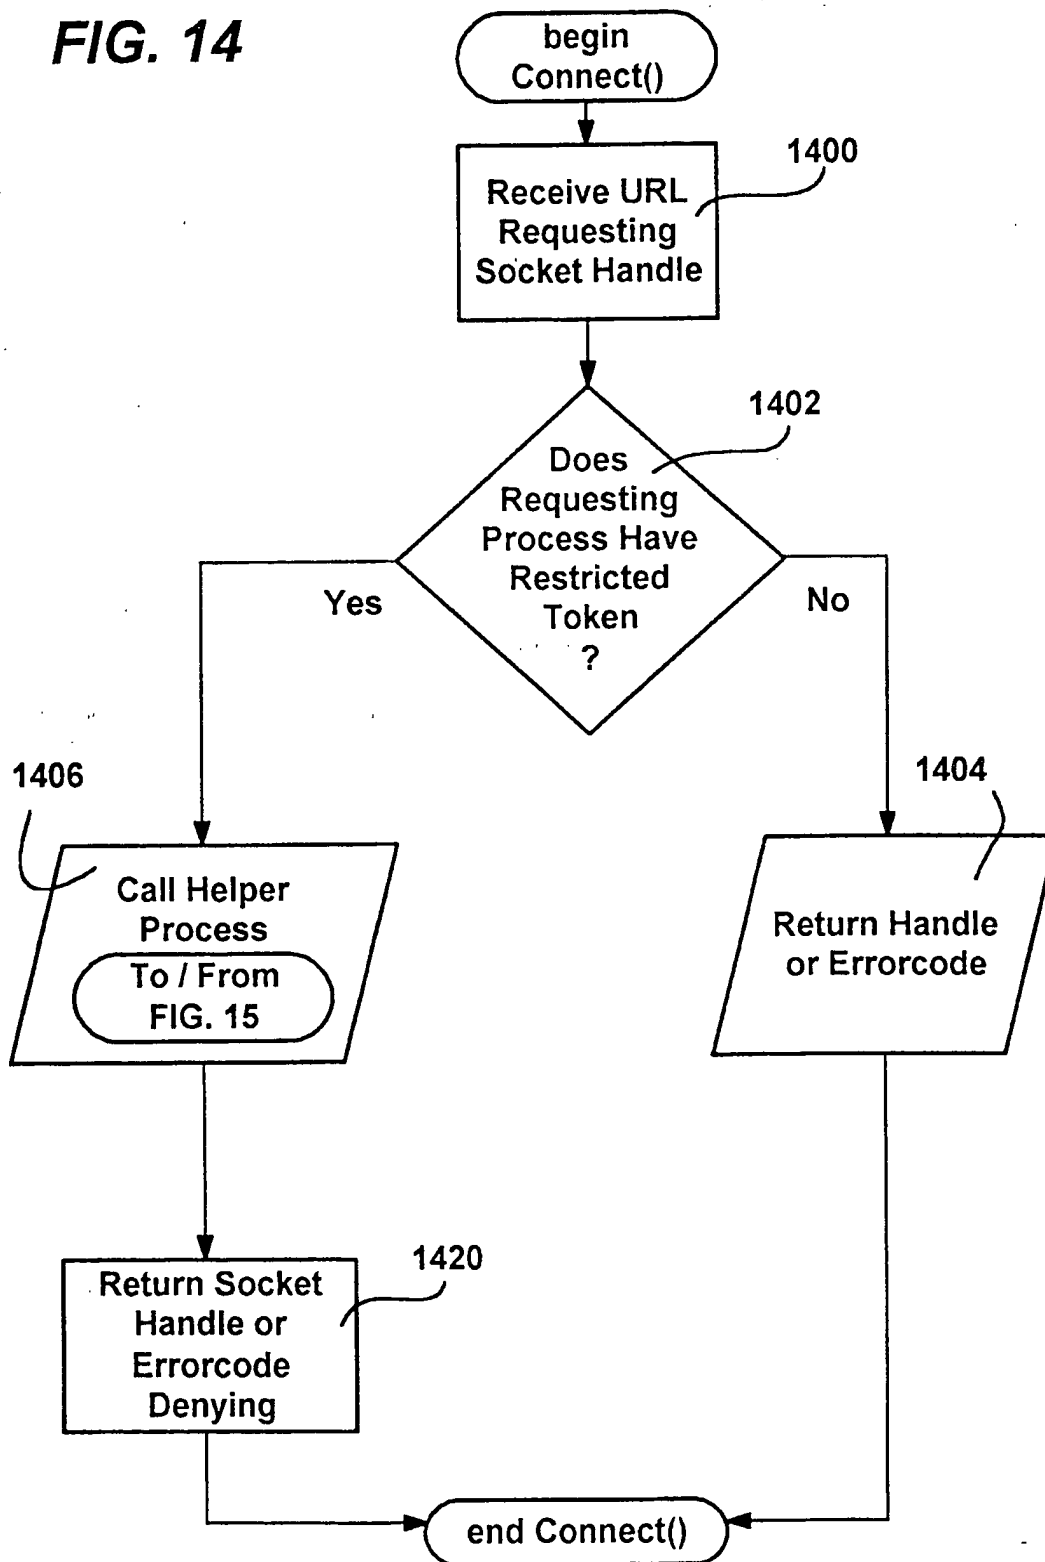 FIG. 14
begin
Connect()
1400
Receive URL
Requesting
Socket Handle
1402
Does
Requesting
Process Have
Restricted
Token
?
Yes
No
1406
1404
Call Helper
Process
To / From
FIG. 15
Return Handle
or Errorcode
1420
Return Socket
Handle or
Errorcode
Denying
end Connect()